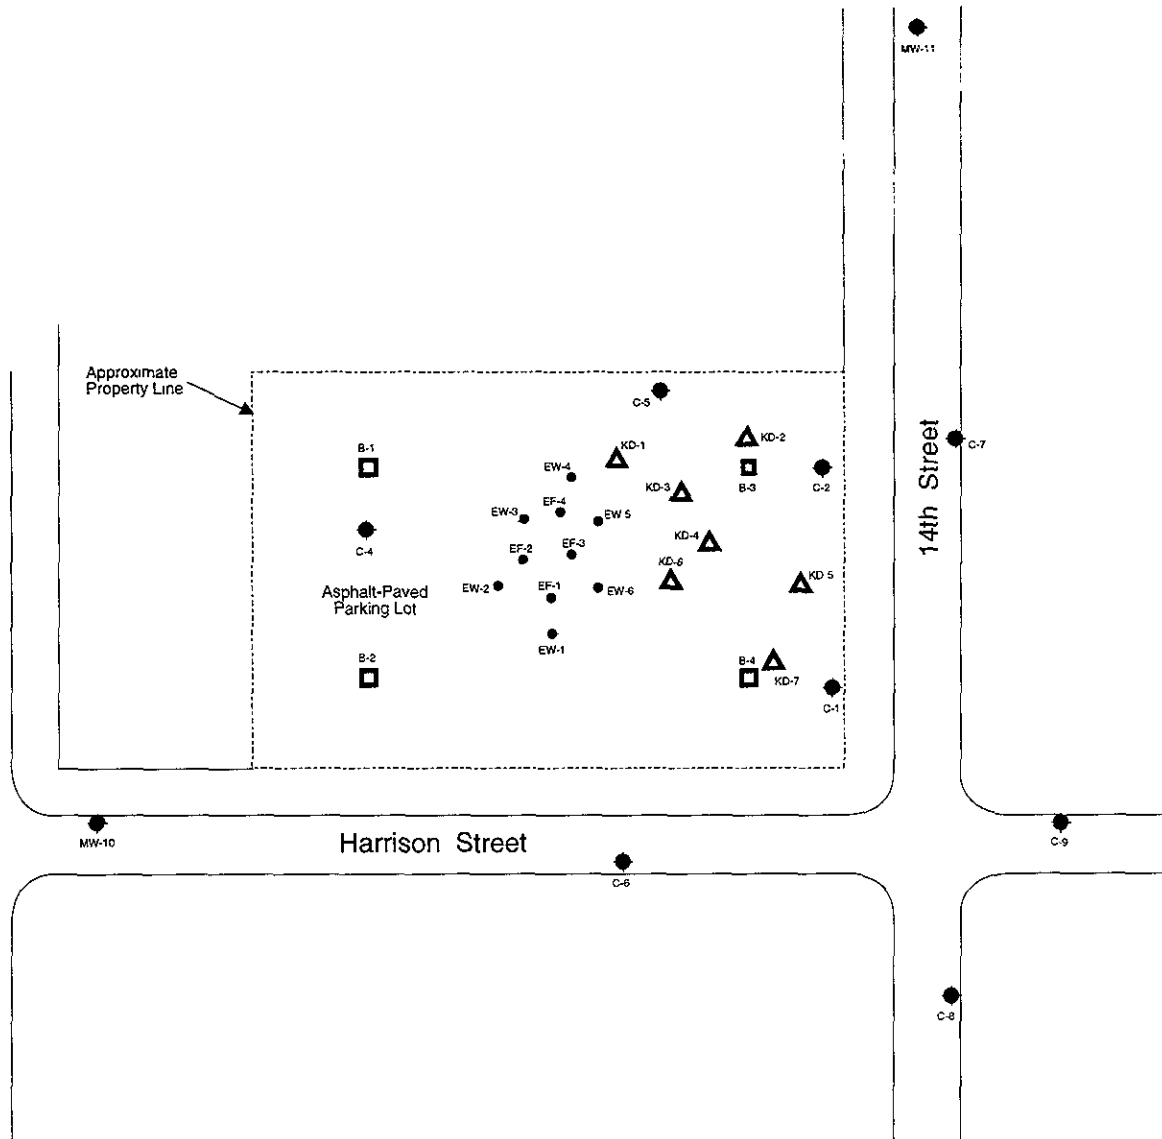 MW-11
Approximate
Property Line
C-5
14th Street
C-7
KD-1
KD-2
B-1
EW-4
KD-3
B-3
C-2
EF-4
EW-3
EW 5
C-4
KD-4
EF-3
EF-2
KD-6
KD 5
EW-2
EF-1
EW-6
Asphalt-Paved
Parking Lot
EW-1
B-2
B-4
KD-7
C-1
MW-10
Harrison Street
C-9
C-6
C-8